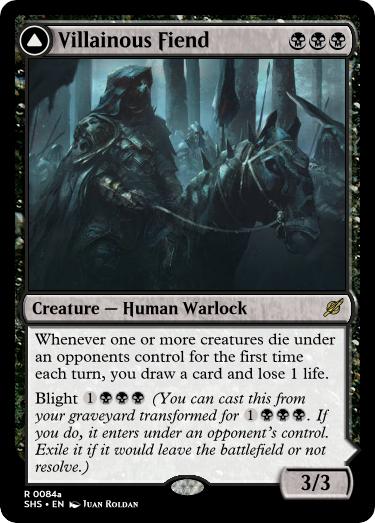 Villainous Fiend
Creature — Human Warlock
Whenever one or more creatures die under
an opponents control for the first time
each turn, you draw a card and lose 1 life.
Blight 1 (You can cast this from
your graveyard transformed for 1 . If
you do, it enters under an opponent's control.
Exile it if it would leave the battlefield or not
resolve.)
3/3
R 0084a
SHS • EN Juan Roldan